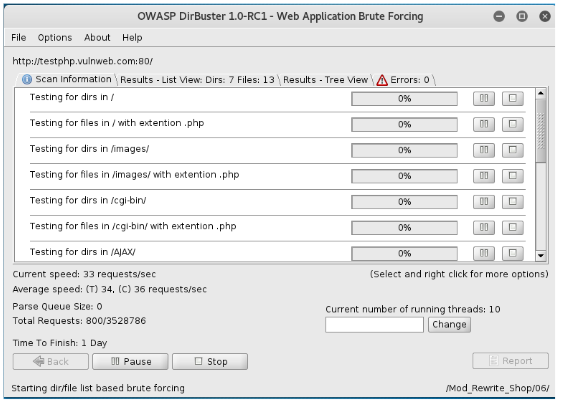 OWASP DirBuster 1.0-RC1 - Web Application Brute Forcing
File Options About Help
http://testphp.vulnweb.com:80/
Scan Information Results - List View: Dirs: 7 Files: 13 Results - Tree View Errors: 0
Testing for dirs in / 0%
Testing for files in / with extention .php 0%
Testing for dirs in /images/ 0%
Testing for files in /images/ with extention .php 0%
Testing for dirs in /cgi-bin/ 0%
Testing for files in /cgi-bin/ with extention .php 0%
Testing for dirs in /AJAX/ 0%
Current speed: 33 requests/sec (Select and right click for more options)
Average speed: (T) 34, (C) 36 requests/sec
Parse Queue Size: 0
Total Requests: 800/3528786
Current number of running threads: 10
Change
Time To Finish: 1 Day
Back Pause Stop Report
Starting dir/file list based brute forcing /Mod_Rewrite_Shop/06/